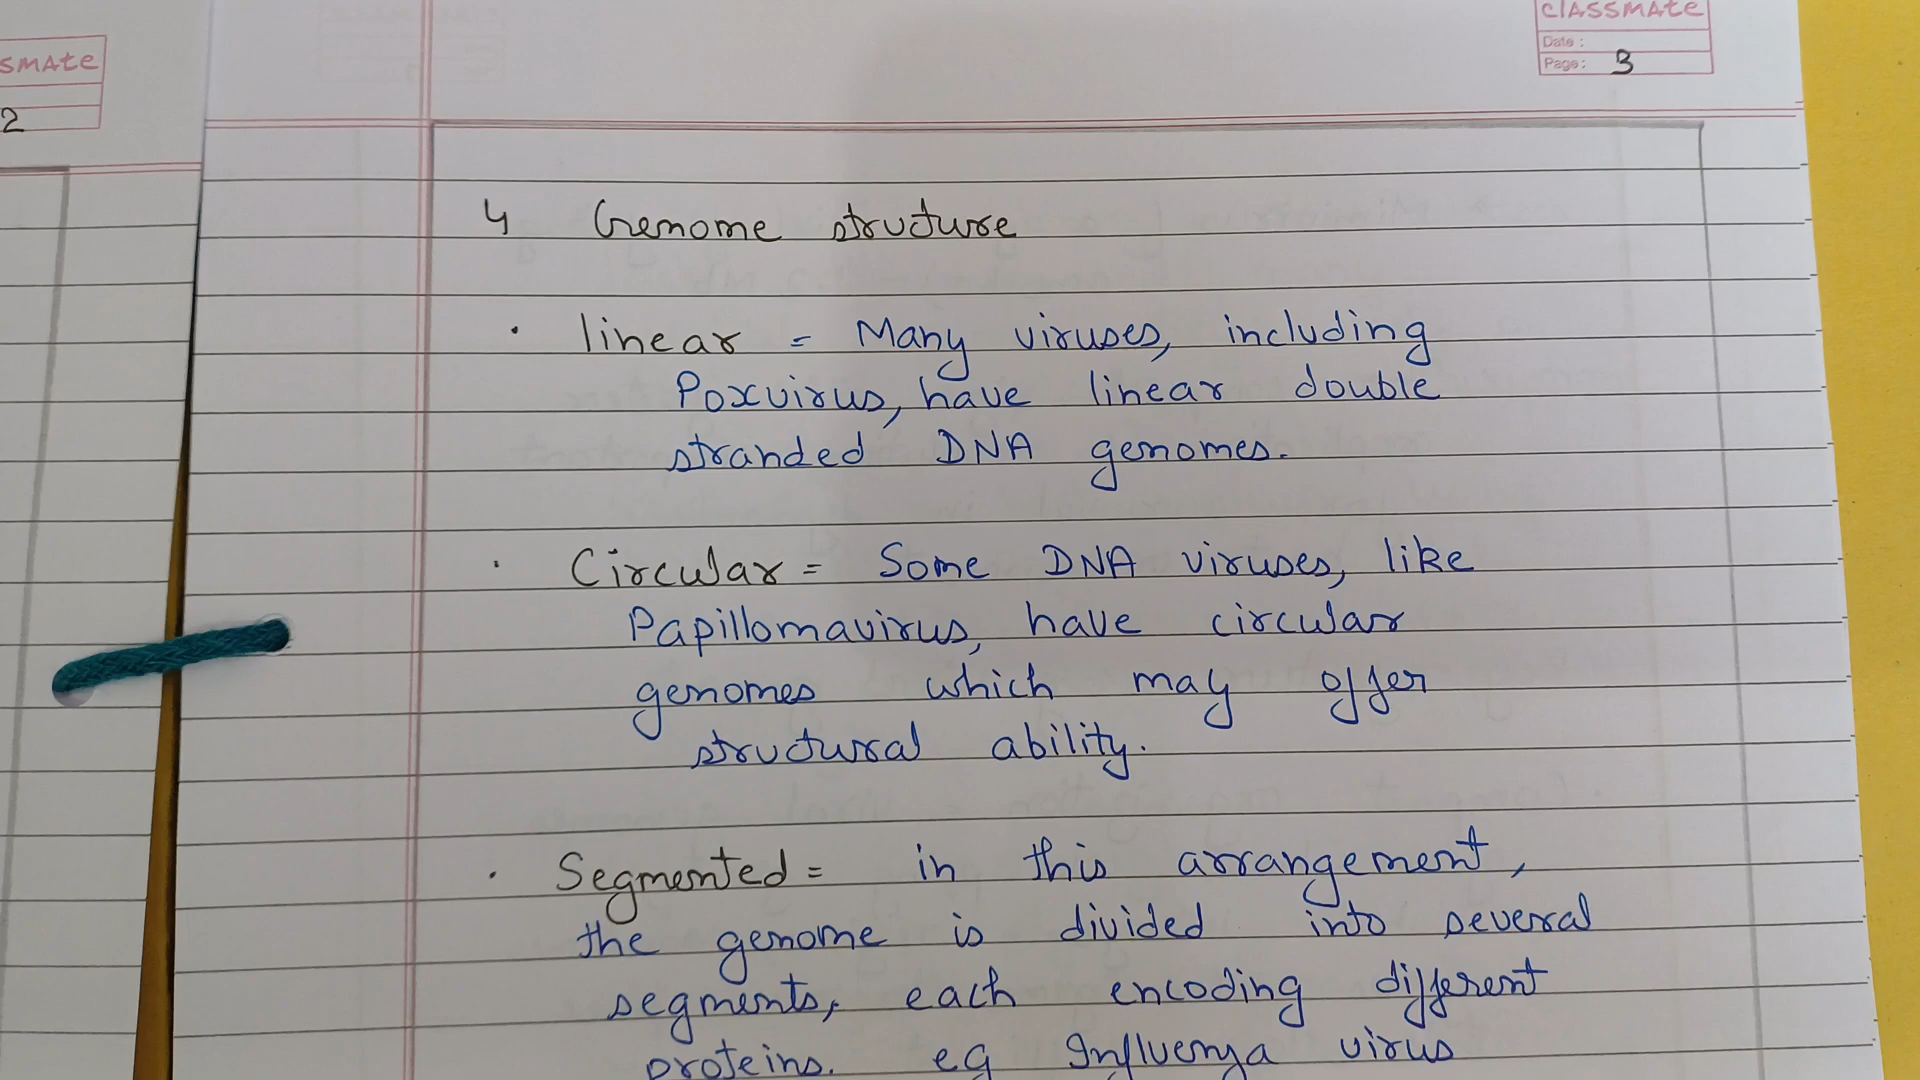 SMAte
2
classmate
Date :
Page: 3
4 Genome structure
· linear = Many viruses, including
Poxvirus, have linear double
stranded DNA genomes.
· Circular = Some DNA viruses, like
Papillomavirus, have circular
genomes which may offer
structural ability.
· Segmented = in this arrangement,
the genome is divided into several
segments, each encoding different
proteins. eg Influenza virus